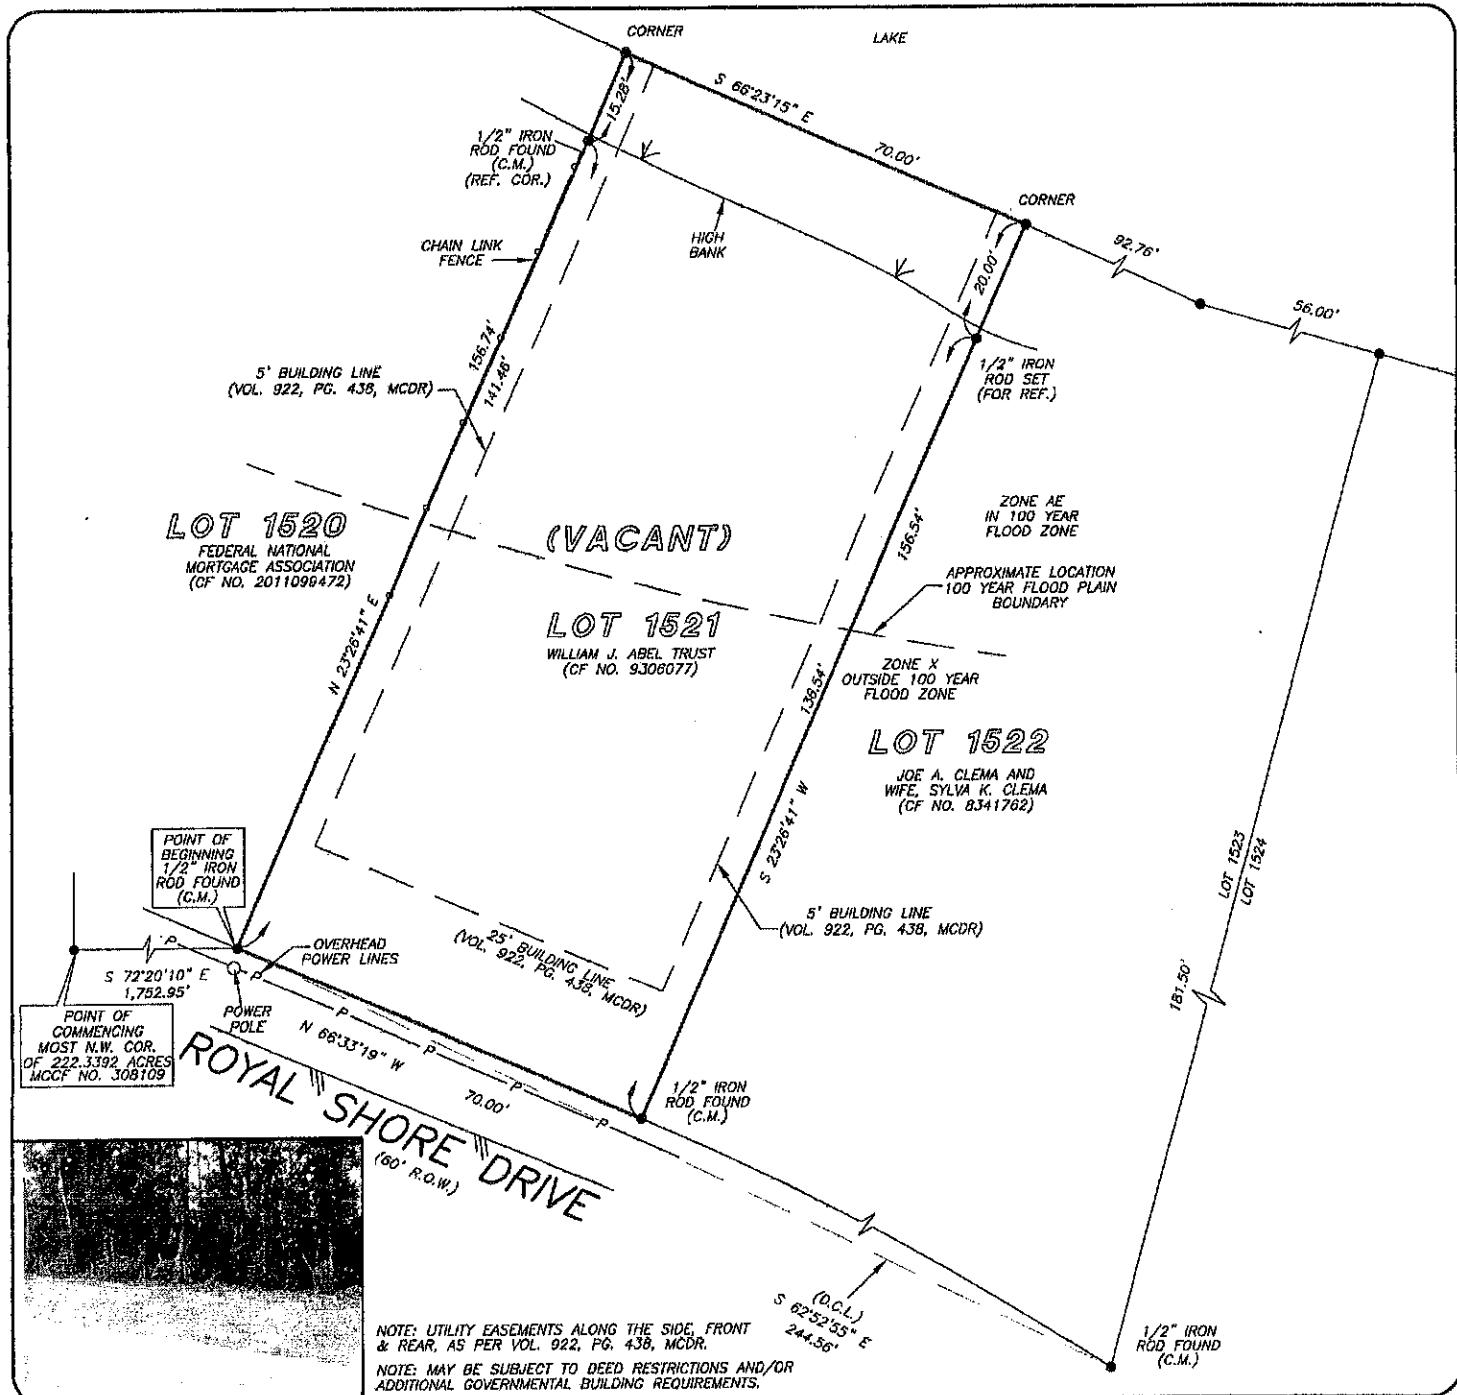 CORNER
LAKE
S 66°23'15" E
70.00'
15.28'
1/2" IRON
ROD FOUND
(C.M.)
(REF. COR.)
CORNER
HIGH
BANK
92.76'
56.00'
20.00'
CHAIN LINK
FENCE
156.74'
141.46'
5' BUILDING LINE
(VOL. 922, PG. 438, MCDR)
1/2" IRON
ROD SET
(FOR REF.)
LOT 1520
FEDERAL NATIONAL
MORTGAGE ASSOCIATION
(CF NO. 2011099472)
(VACANT)
ZONE AE
IN 100 YEAR
FLOOD ZONE
156.54'
APPROXIMATE LOCATION
100 YEAR FLOOD PLAIN
BOUNDARY
N 23°26'41" E
LOT 1521
WILLIAM J. ABEL TRUST
(CF NO. 9306077)
136.54'
ZONE X
OUTSIDE 100 YEAR
FLOOD ZONE
LOT 1522
JOE A. CLEMA AND
WIFE, SYLVA K. CLEMA
(CF NO. 8341762)
S 23°26'41" W
LOT 1523
LOT 1524
181.50'
POINT OF
BEGINNING
1/2" IRON
ROD FOUND
(C.M.)
5' BUILDING LINE
(VOL. 922, PG. 438, MCDR)
25' BUILDING LINE
(VOL. 922, PG. 438, MCDR)
P
OVERHEAD
POWER LINES
S 72°20'10" E
1,752.95'
P
POINT OF
COMMENCING
MOST N.W. COR.
OF 222.3392 ACRES
MCCF NO. 308109
POWER
POLE
P
P
P
P
N 66°33'19" W
70.00'
1/2" IRON
ROD FOUND
(C.M.)
ROYAL SHORE DRIVE
(60' R.O.W.)
(D.C.L.)
S 62°52'55" E
244.56'
1/2" IRON
ROD FOUND
(C.M.)
NOTE: UTILITY EASEMENTS ALONG THE SIDE, FRONT
& REAR, AS PER VOL. 922, PG. 438, MCDR.
NOTE: MAY BE SUBJECT TO DEED RESTRICTIONS AND/OR
ADDITIONAL GOVERNMENTAL BUILDING REQUIREMENTS.